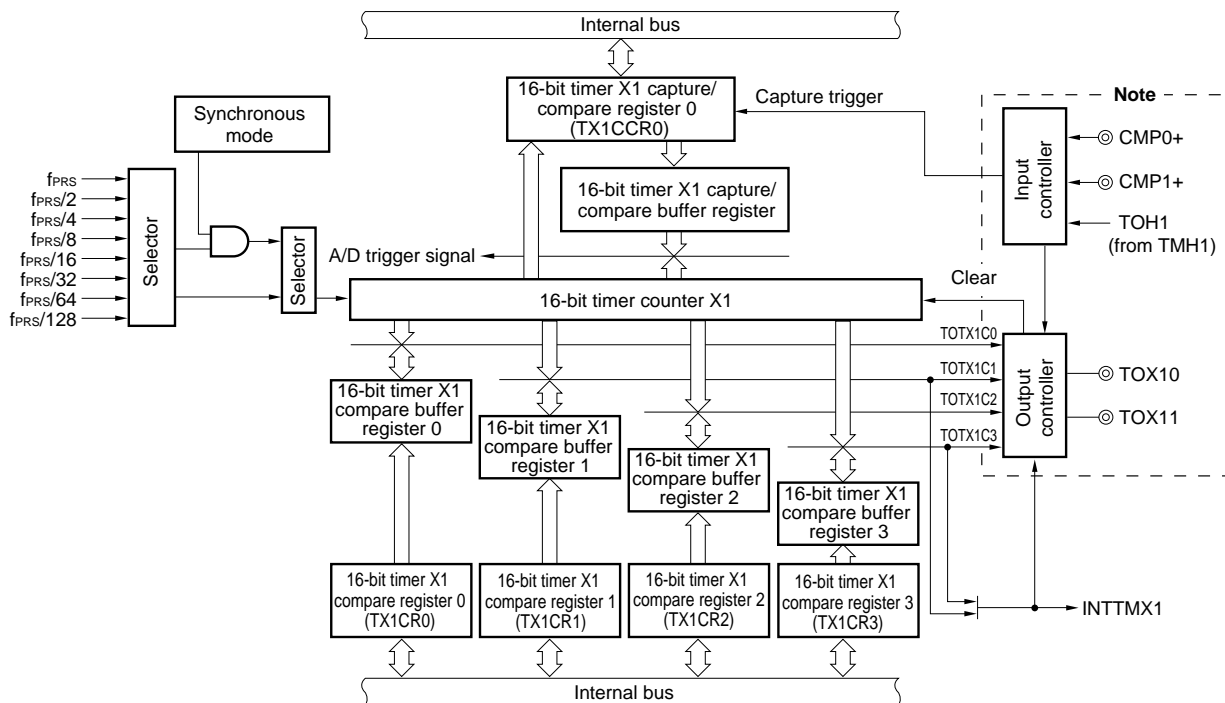 Internal bus
16-bit timer X1 capture/
compare register 0
(TX1CCR0)
Capture trigger
Note
Synchronous
mode
Input
controller
CMP0+
CMP1+
TOH1
(from TMH1)
fPRS
fPRS/2
fPRS/4
fPRS/8
fPRS/16
fPRS/32
fPRS/64
fPRS/128
Selector
Selector
16-bit timer X1 capture/
compare buffer register
A/D trigger signal
16-bit timer counter X1
Clear
TOTX1C0
TOTX1C1
TOTX1C2
TOTX1C3
Output
controller
TOX10
TOX11
16-bit timer X1
compare buffer
register 0
16-bit timer X1
compare buffer
register 1
16-bit timer X1
compare buffer
register 2
16-bit timer X1
compare buffer
register 3
16-bit timer X1
compare register 0
(TX1CR0)
16-bit timer X1
compare register 1
(TX1CR1)
16-bit timer X1
compare register 2
(TX1CR2)
16-bit timer X1
compare register 3
(TX1CR3)
INTTMX1
Internal bus